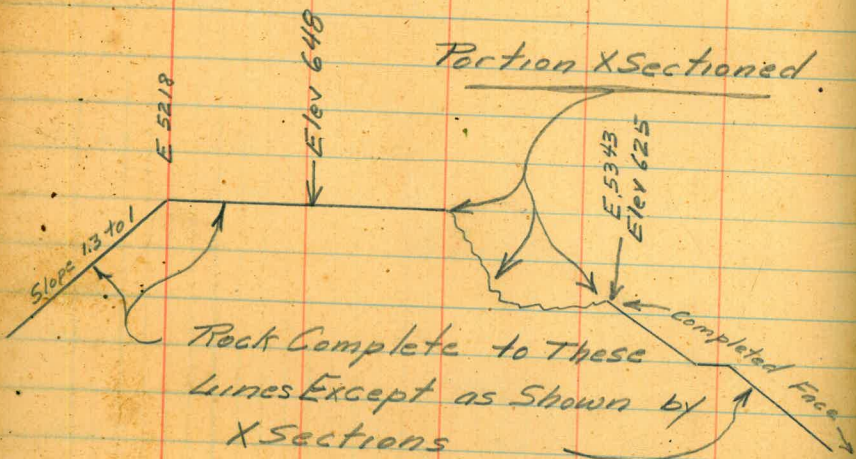 Portion XSectioned
E 5218
Elev 648
E.5343
Elev 625
Slope 1.3 to 1
Completed Face
Rock Complete to These
Lines Except as Shown by
XSections